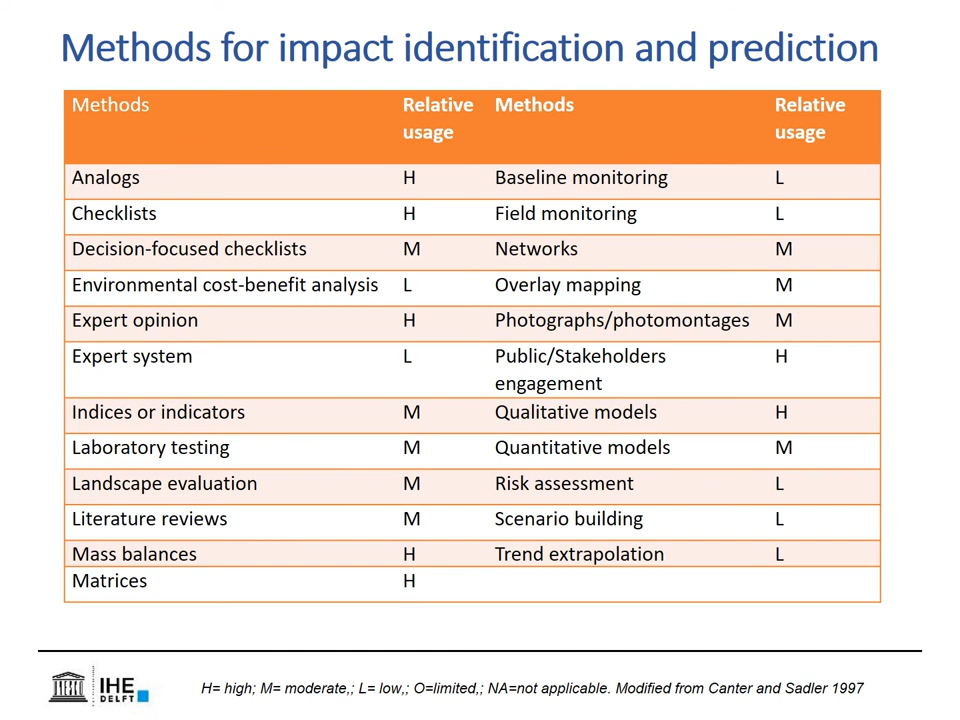 Methods for impact identification and prediction
Methods Relative usage Methods Relative usage
Analogs H Baseline monitoring L
Checklists H Field monitoring L
Decision-focused checklists M Networks M
Environmental cost-benefit analysis L Overlay mapping M
Expert opinion H Photographs/photomontages M
Expert system L Public/Stakeholders engagement H
Indices or indicators M Qualitative models H
Laboratory testing M Quantitative models M
Landscape evaluation M Risk assessment L
Literature reviews M Scenario building L
Mass balances H Trend extrapolation L
Matrices H
IHE
DELFT
H= high; M= moderate,; L= low,; O=limited,; NA=not applicable. Modified from Canter and Sadler 1997